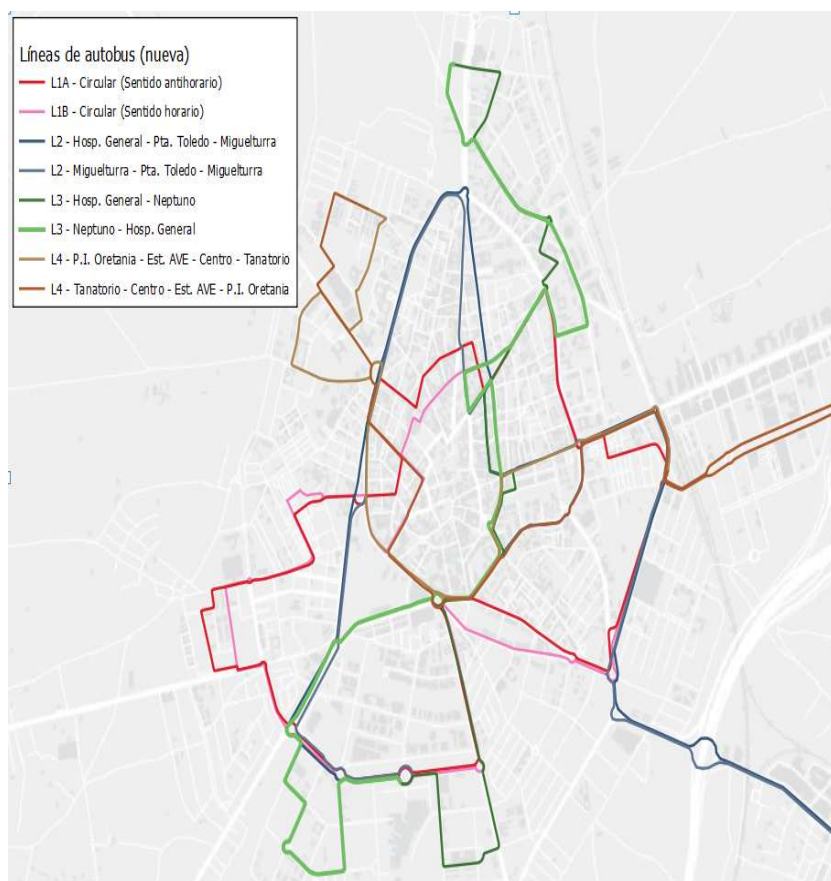 Líneas de autobus (nueva)
L1A - Circular (Sentido antihorario)
L1B - Circular (Sentido horario)
L2 - Hosp. General - Pta. Toledo - Miguelturra
L2 - Miguelturra - Pta. Toledo - Miguelturra
L3 - Hosp. General - Neptuno
L3 - Neptuno - Hosp. General
L4 - P.I. Oretania - Est. AVE - Centro - Tanatorio
L4 - Tanatorio - Centro - Est. AVE - P.I. Oretania